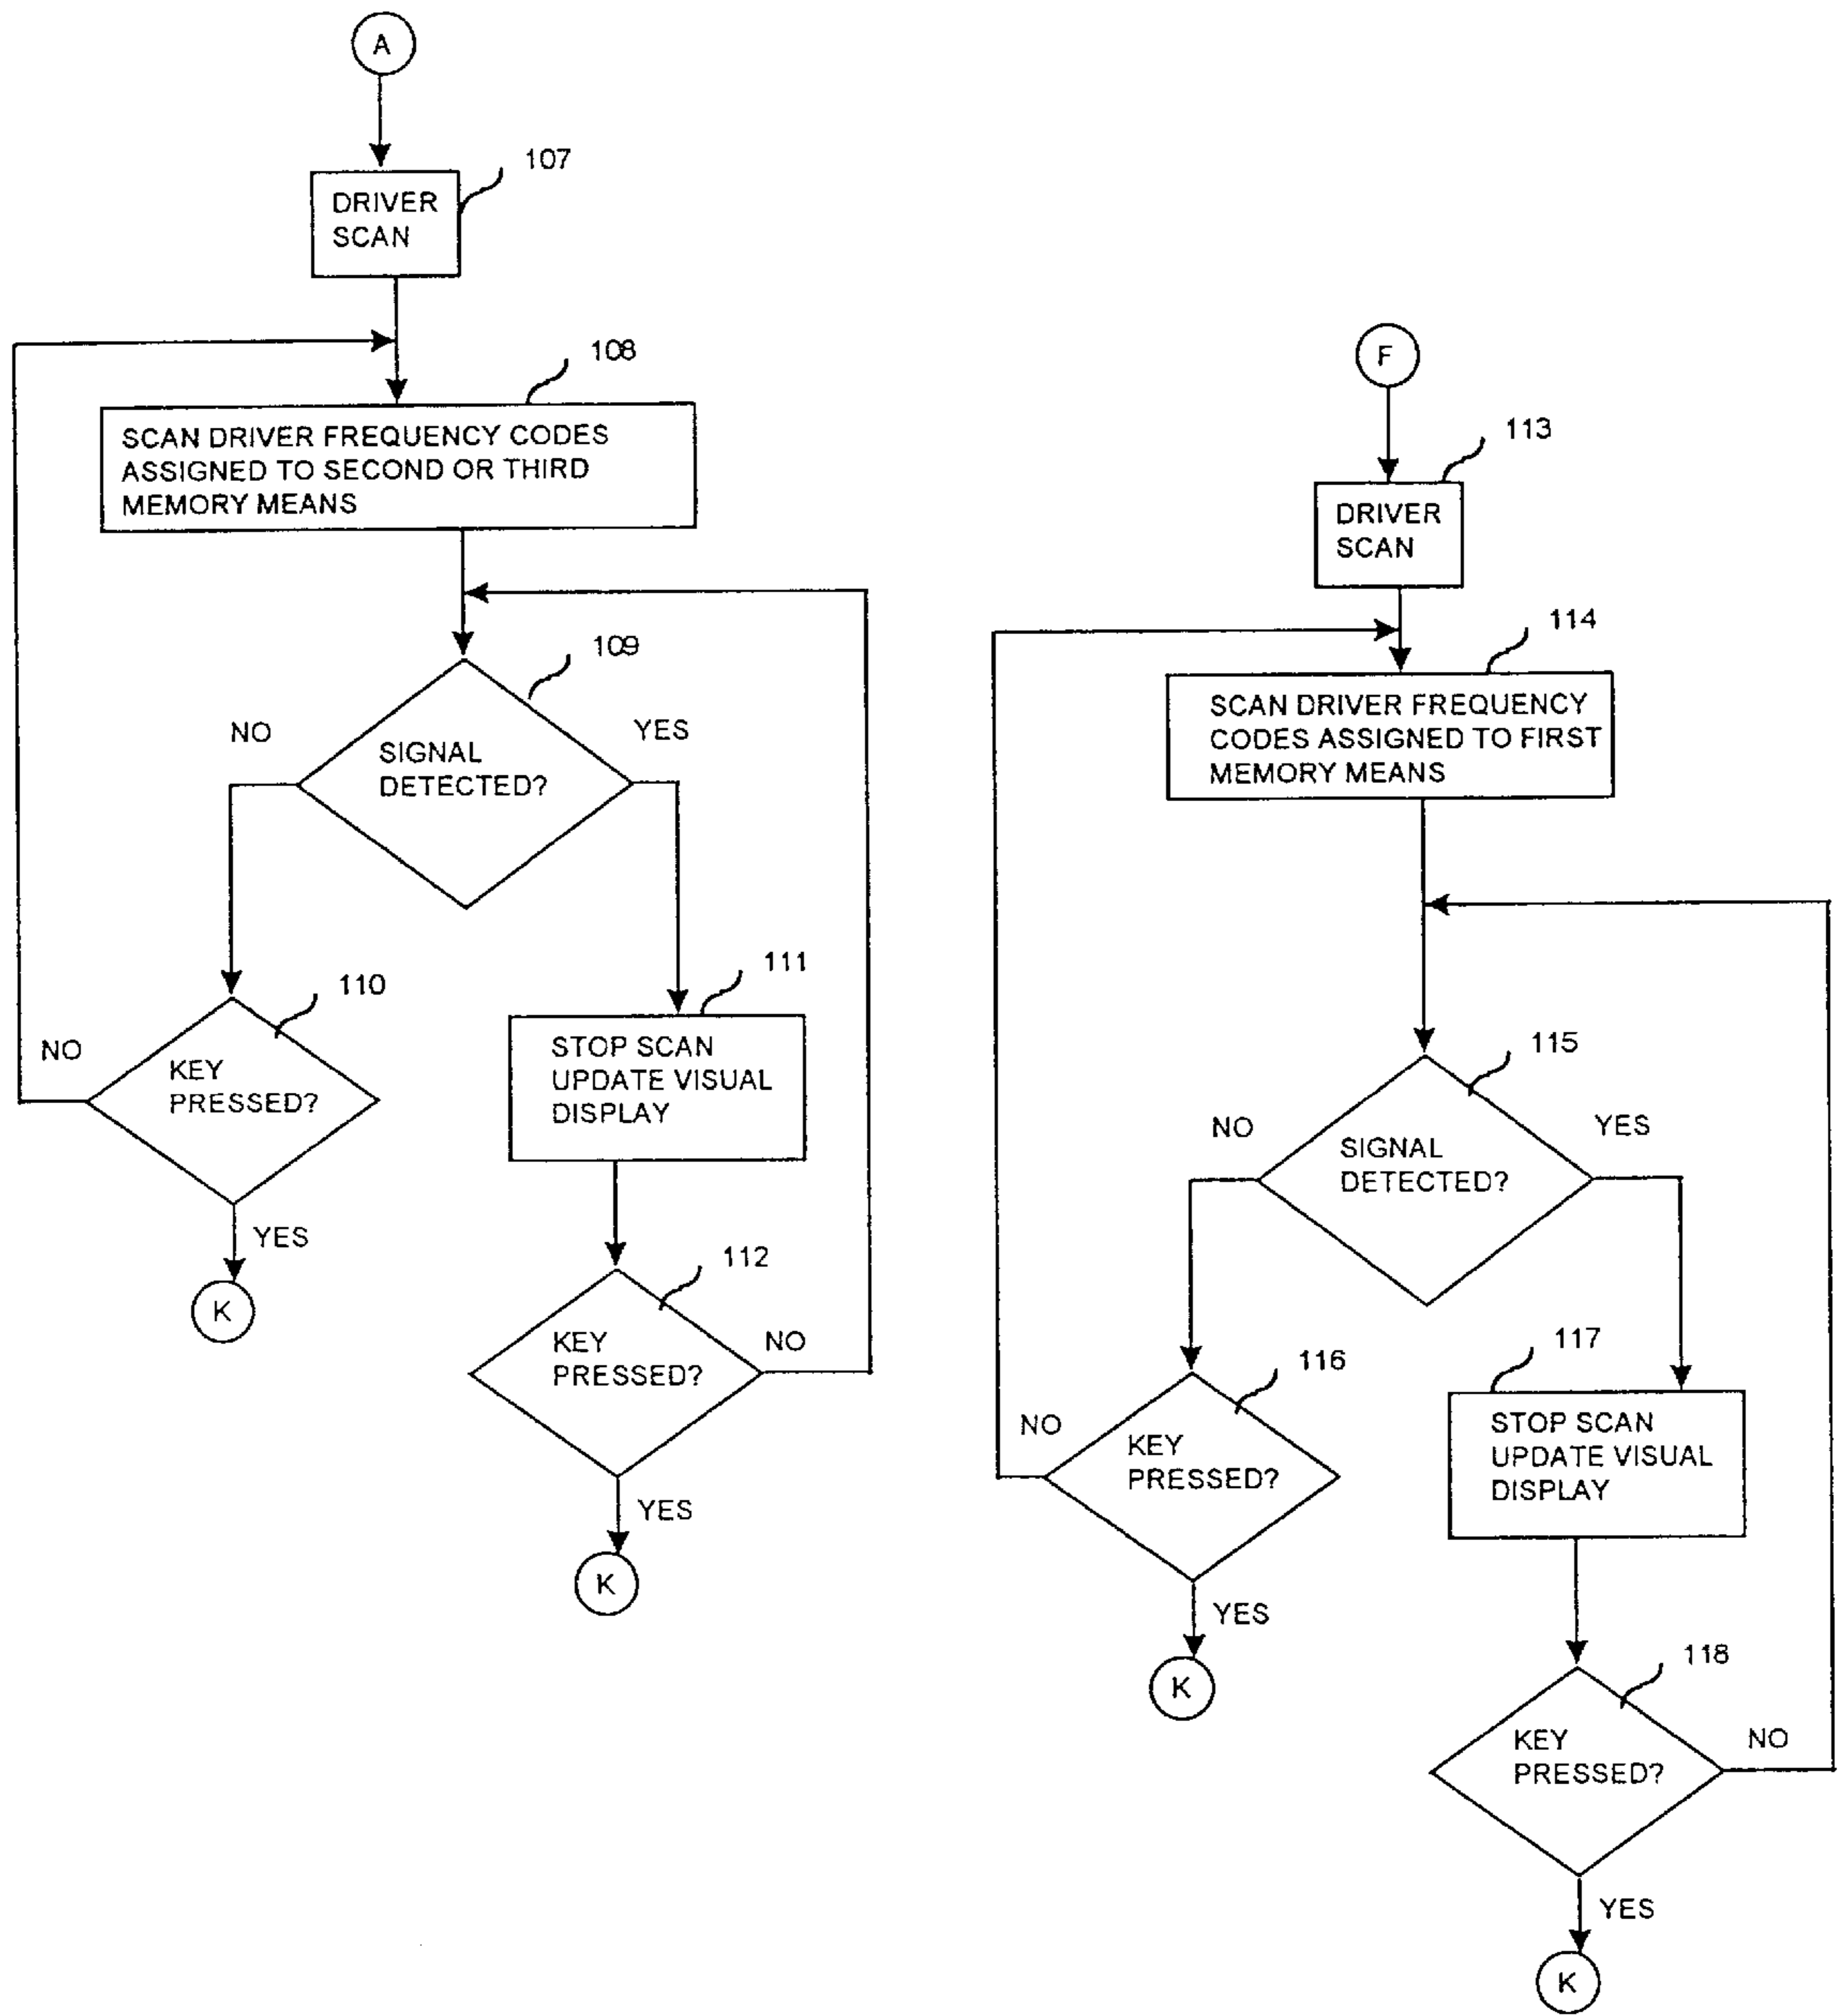 A
107
DRIVER
SCAN
108
SCAN DRIVER FREQUENCY CODES
ASSIGNED TO SECOND OR THIRD
MEMORY MEANS
109
NO
YES
SIGNAL
DETECTED?
110
NO
KEY
PRESSED?
YES
K
111
STOP SCAN
UPDATE VISUAL
DISPLAY
112
KEY
PRESSED?
NO
YES
K
F
113
DRIVER
SCAN
114
SCAN DRIVER FREQUENCY
CODES ASSIGNED TO FIRST
MEMORY MEANS
115
NO
YES
SIGNAL
DETECTED?
116
NO
KEY
PRESSED?
YES
K
117
STOP SCAN
UPDATE VISUAL
DISPLAY
118
KEY
PRESSED?
NO
YES
K